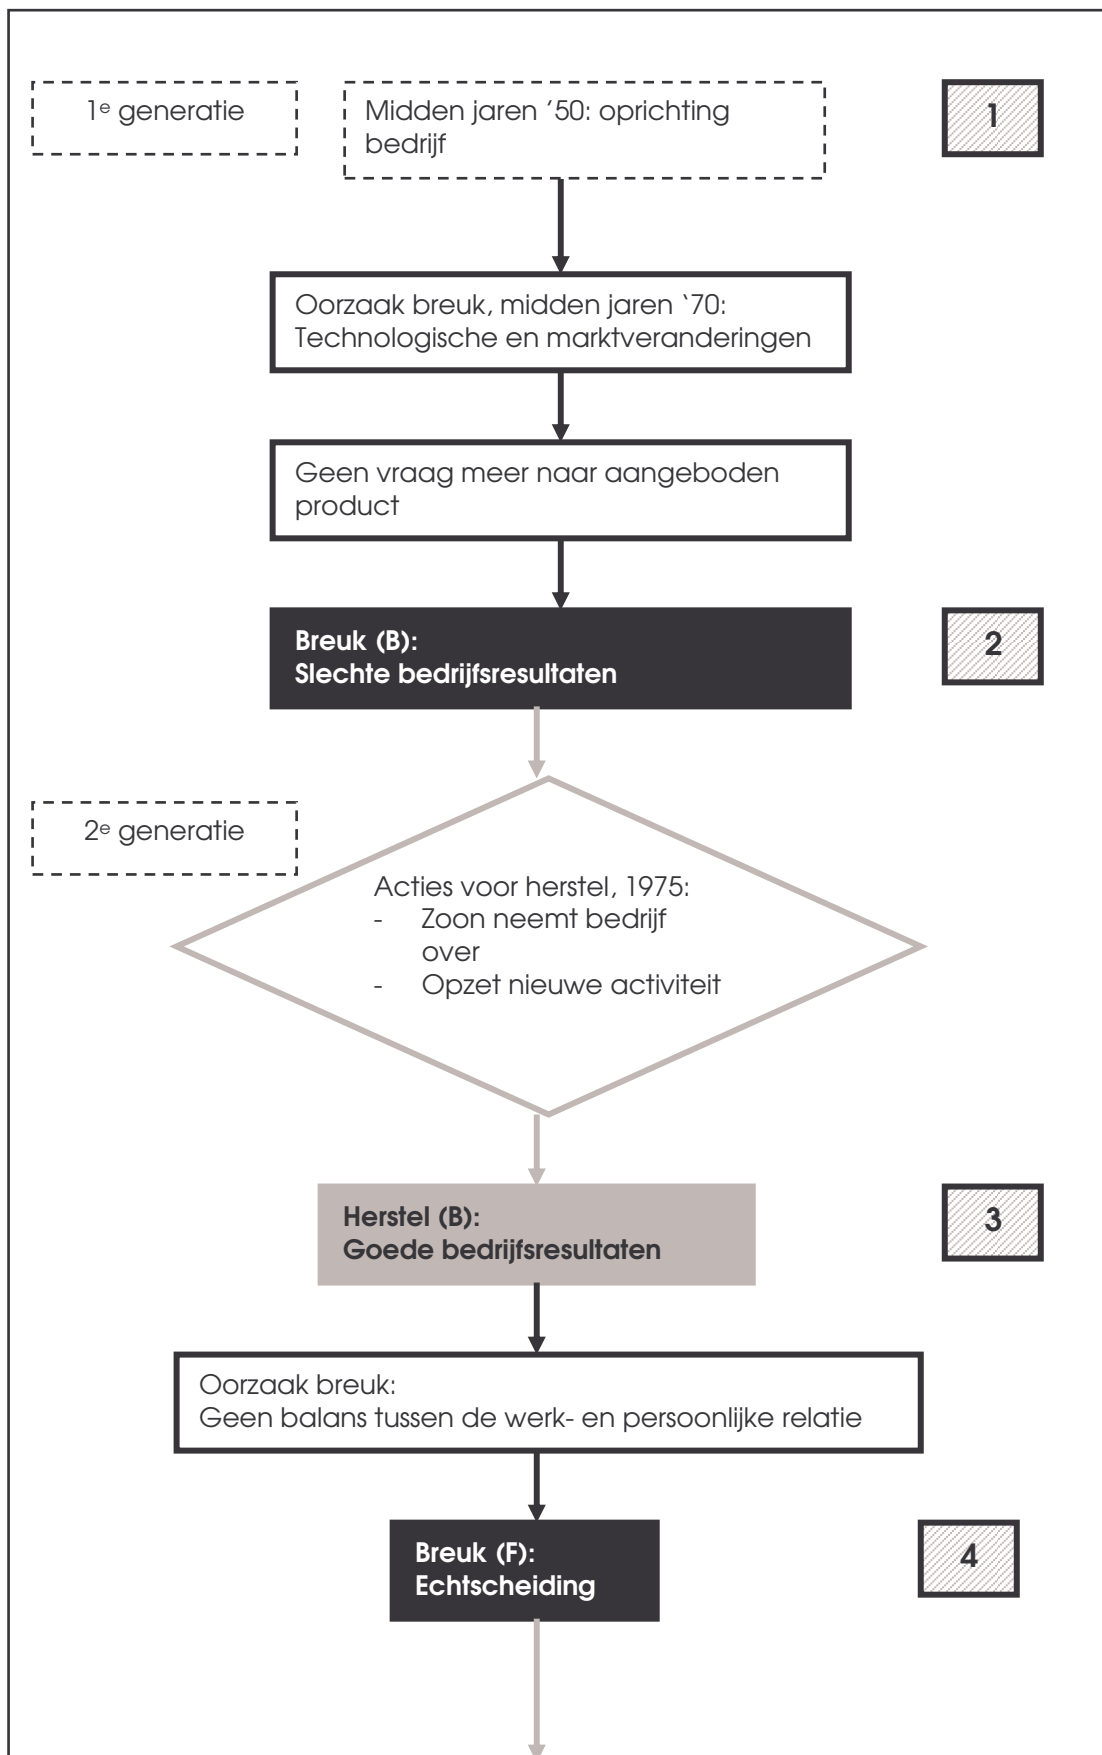 1e generatie
Midden jaren ‘50: oprichting
bedrijf
1
Oorzaak breuk, midden jaren ‘70:
Technologische en marktveranderingen
Geen vraag meer naar aangeboden
product
Breuk (B):
Slechte bedrijfsresultaten
2
2e generatie
Acties voor herstel, 1975:
- Zoon neemt bedrijf
over
- Opzet nieuwe activiteit
Herstel (B):
Goede bedrijfsresultaten
3
Oorzaak breuk:
Geen balans tussen de werk- en persoonlijke relatie
Breuk (F):
Echtscheiding
4